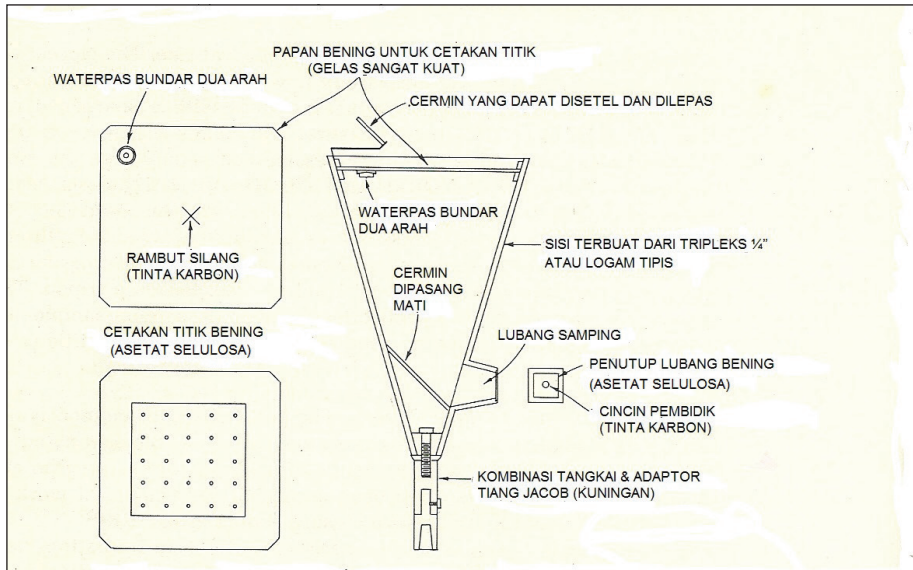 PAPAN BENING UNTUK CETAKAN TITIK
(GELAS SANGAT KUAT)
WATERPAS BUNDAR DUA ARAH
CERMIN YANG DAPAT DISETEL DAN DILEPAS
WATERPAS BUNDAR
DUA ARAH
RAMBUT SILANG
(TINTA KARBON)
SISI TERBUAT DARI TRIPLEKS ¼”
ATAU LOGAM TIPIS
CERMIN
DIPASANG
MATI
CETAKAN TITIK BENING
(ASETAT SELULOSA)
LUBANG SAMPING
PENUTUP LUBANG BENING
(ASETAT SELULOSA)
CINCIN PEMBIDIK
(TINTA KARBON)
KOMBINASI TANGKAI & ADAPTOR
TIANG JACOB (KUNINGAN)